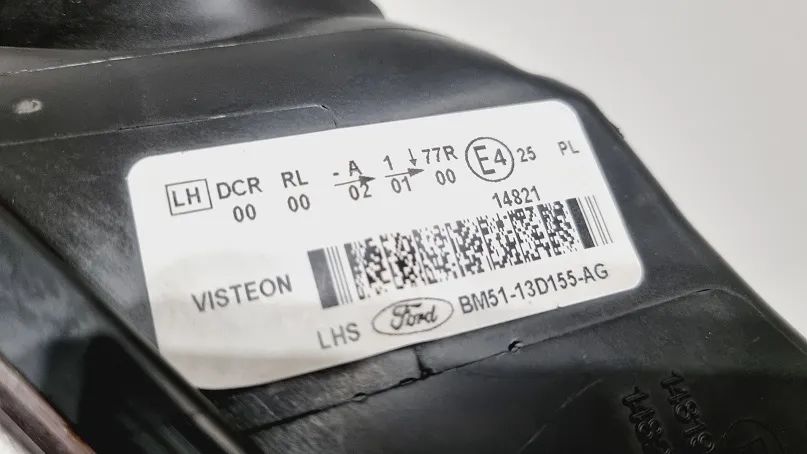 LH DCR RL - A 1 ↓ 77R E4 25 PL
00 00 02 01 00
14821
VISTEON
LHS Ford BM51-13D155-AG
14819